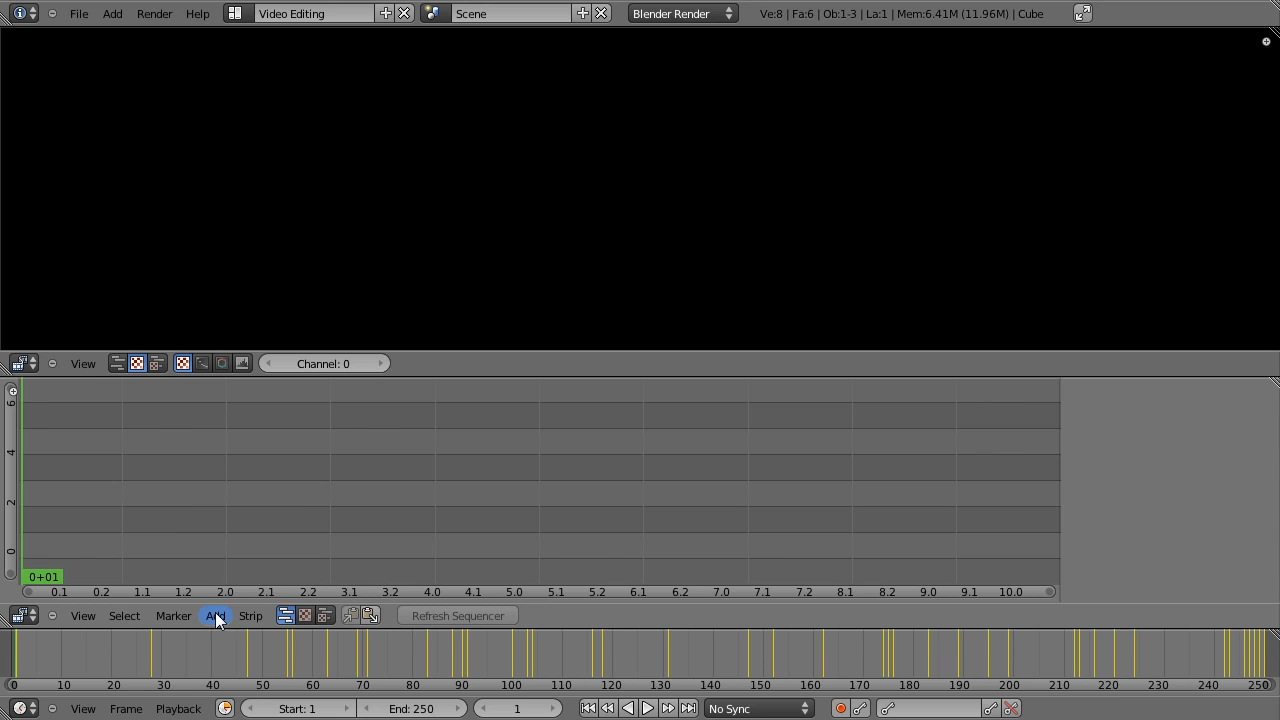 File Add Render Help Video Editing Scene Blender Render Ve:8 | Fa:6 | Ob:1-3 | La:1 | Mem:6.41M (11.96M) | Cube
View Channel: 0
6
4
2
0
0+01
0.1 0.2 1.1 1.2 2.0 2.1 2.2 3.1 3.2 4.0 4.1 5.0 5.1 5.2 6.1 6.2 7.0 7.1 7.2 8.1 8.2 9.0 9.1 10.0
View Select Marker Add Strip Refresh Sequencer
0 10 20 30 40 50 60 70 80 90 100 110 120 130 140 150 160 170 180 190 200 210 220 230 240 250
View Frame Playback Start: 1 End: 250 1 No Sync